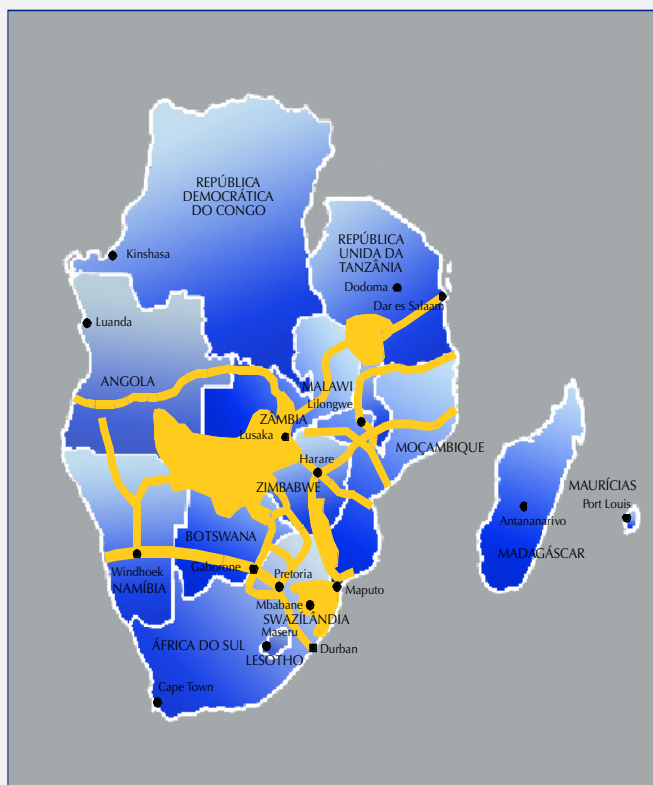 REPÚBLICA
DEMOCRÁTICA
DO CONGO
Kinshasa
REPÚBLICA
UNIDA DA
TANZÂNIA
Dodoma
Dar es Salaam
Luanda
ANGOLA
MALAWI
Lilongwe
ZÂMBIA
Lusaka
MOÇAMBIQUE
Harare
ZIMBABWE
MAURÍCIAS
Port Louis
Antananarivo
MADAGÁSCAR
BOTSWANA
Gaborone
Windhoek
NAMÍBIA
Pretoria
Maputo
Mbabane
SWAZÍLÂNDIA
Maseru
ÁFRICA DO SUL
LESOTHO
Durban
Cape Town